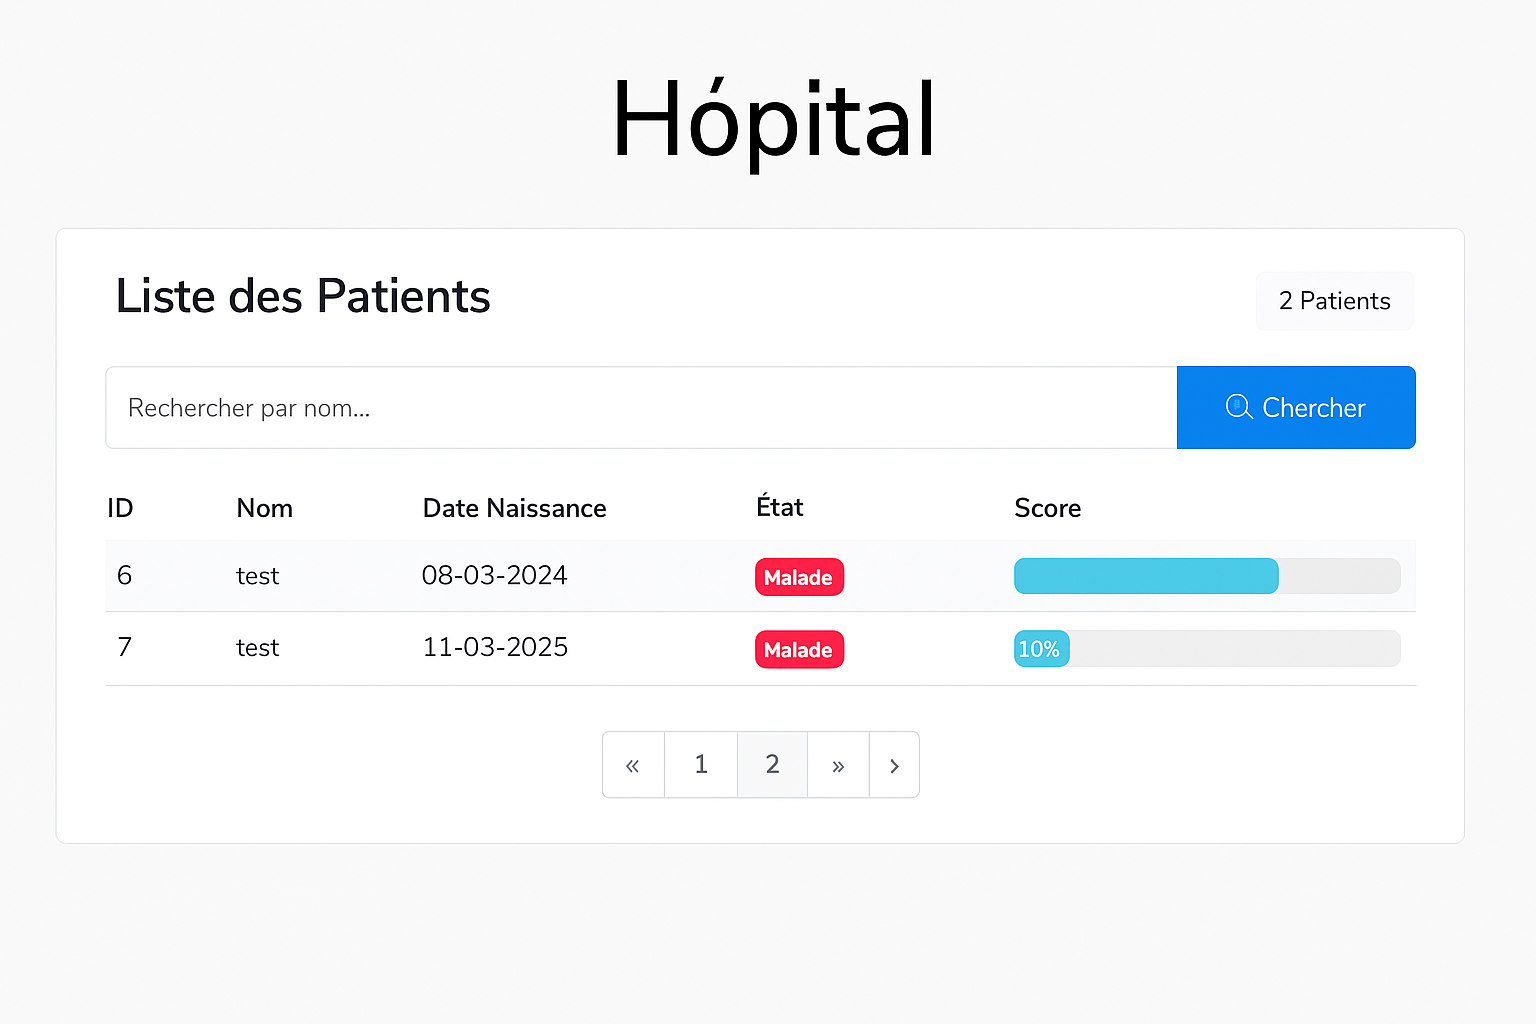 Hópital
Liste des Patients
2 Patients
Rechercher par nom...
Chercher
ID Nom Date Naissance État Score
6 test 08-03-2024 Malade
7 test 11-03-2025 Malade 10%
« 1 2 » ›